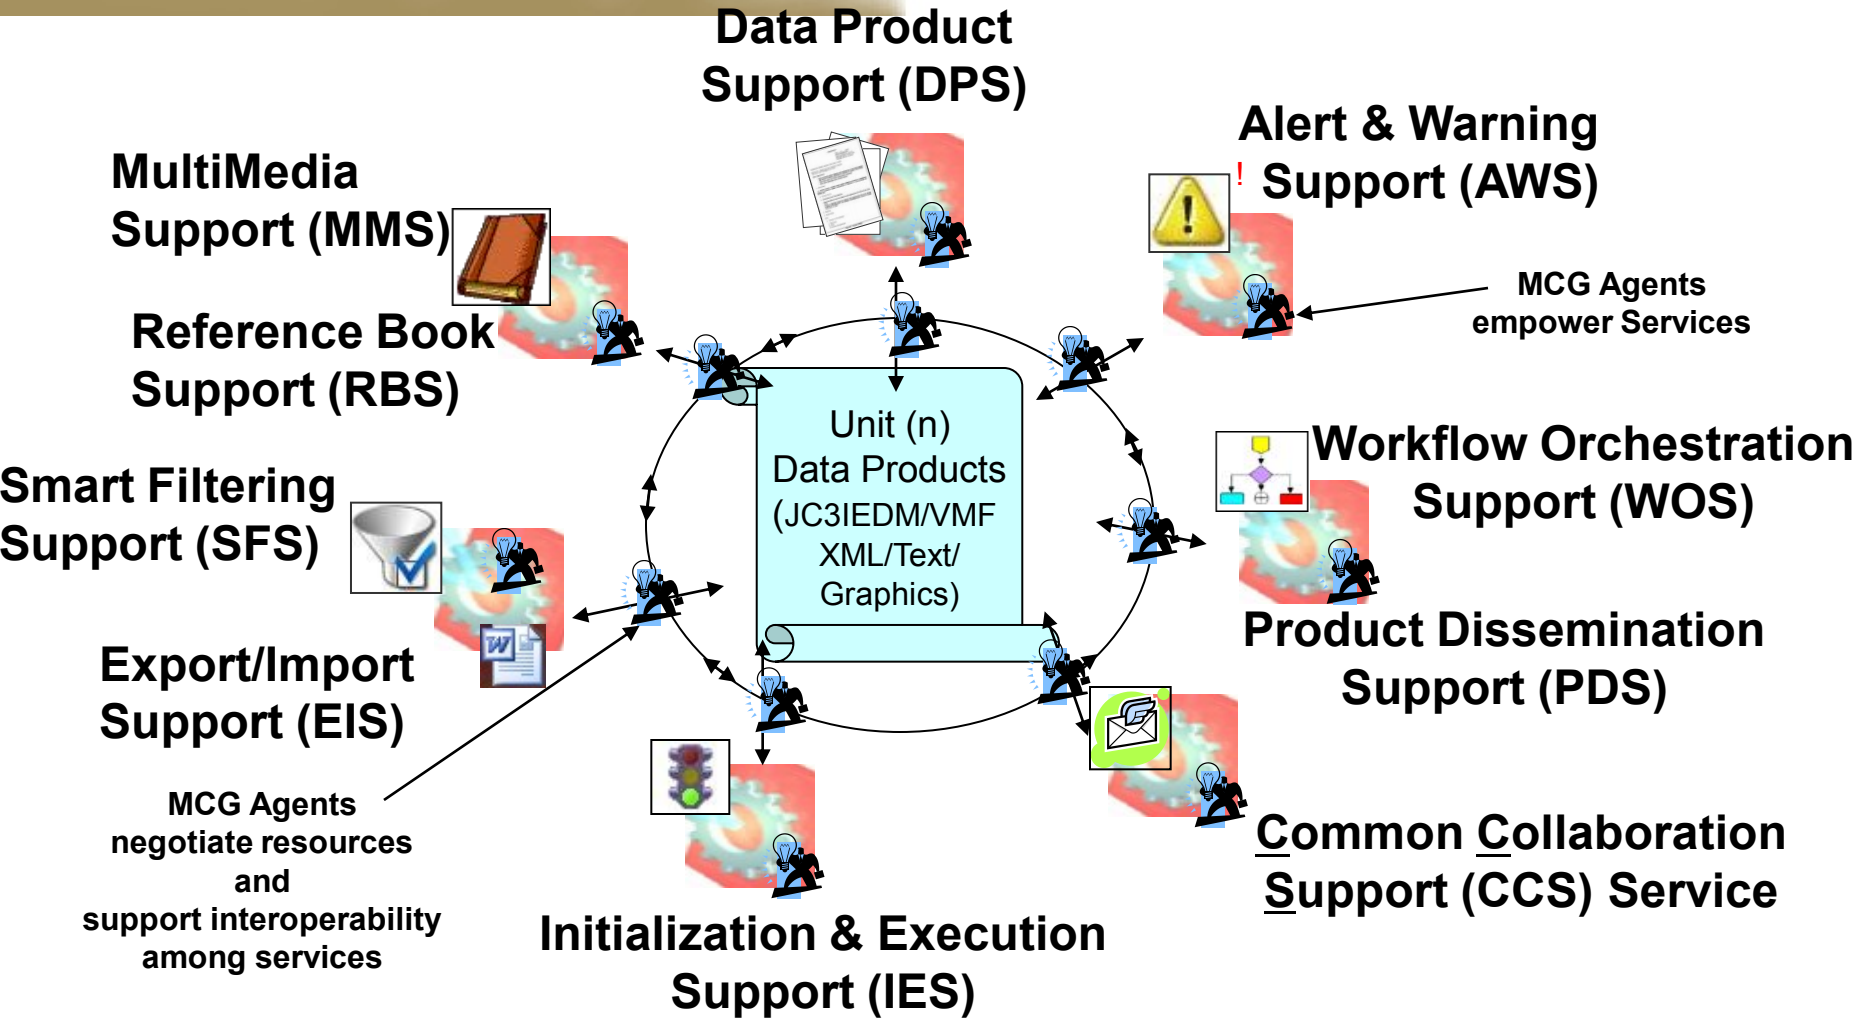 Data Product
Support (DPS)
Alert & Warning
! Support (AWS)
MultiMedia
Support (MMS)
MCG Agents
empower Services
Reference Book
Support (RBS)
Unit (n)
Data Products
(JC3IEDM/VMF
XML/Text/
Graphics)
Workflow Orchestration
Support (WOS)
Smart Filtering
Support (SFS)
Product Dissemination
Support (PDS)
Export/Import
Support (EIS)
MCG Agents
negotiate resources
and
support interoperability
among services
Common Collaboration
Support (CCS) Service
Initialization & Execution
Support (IES)